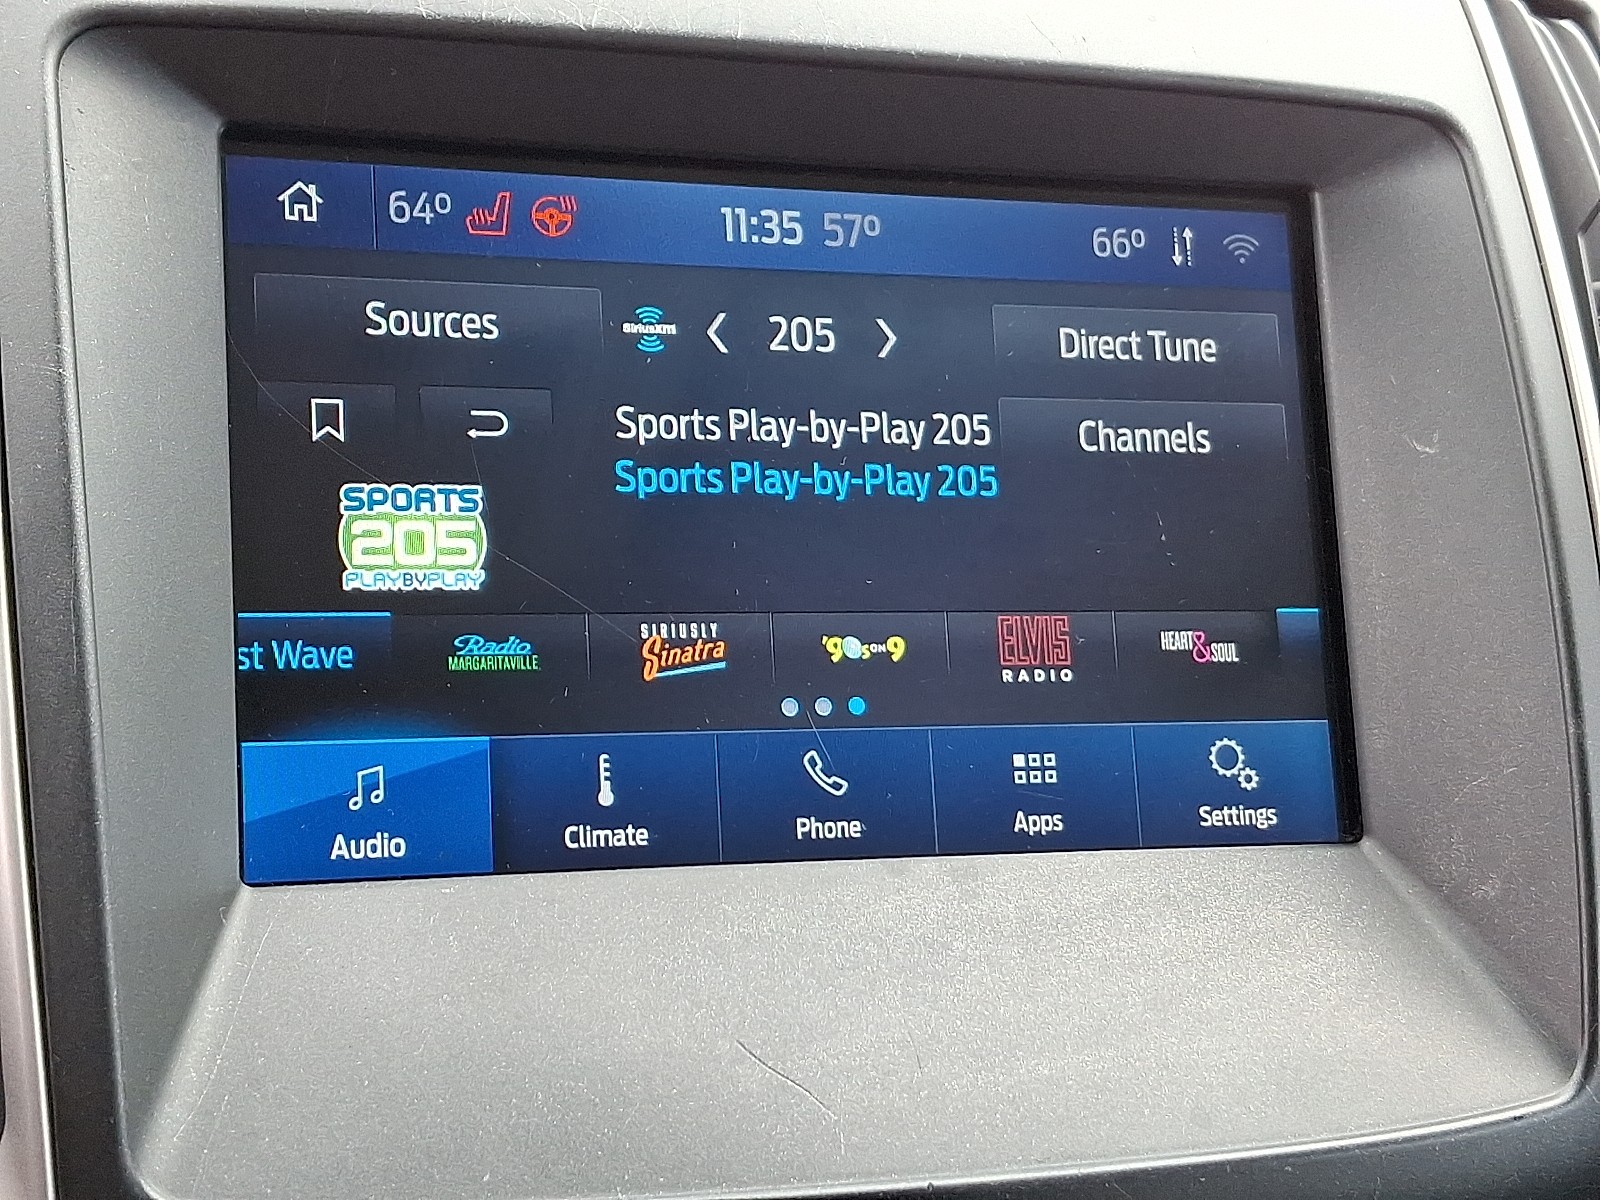 64° 11:35 57° 66°
Sources
SiriusXM
205
Direct Tune
Sports Play-by-Play 205
Channels
Sports Play-by-Play 205
SPORTS
205
PLAYBYPLAY
st Wave
Radio
MARGARITAVILLE
SIRIUSLY
Sinatra
'90s ON 9
ELVIS
RADIO
HEART & SOUL
Audio
Climate
Phone
Apps
Settings